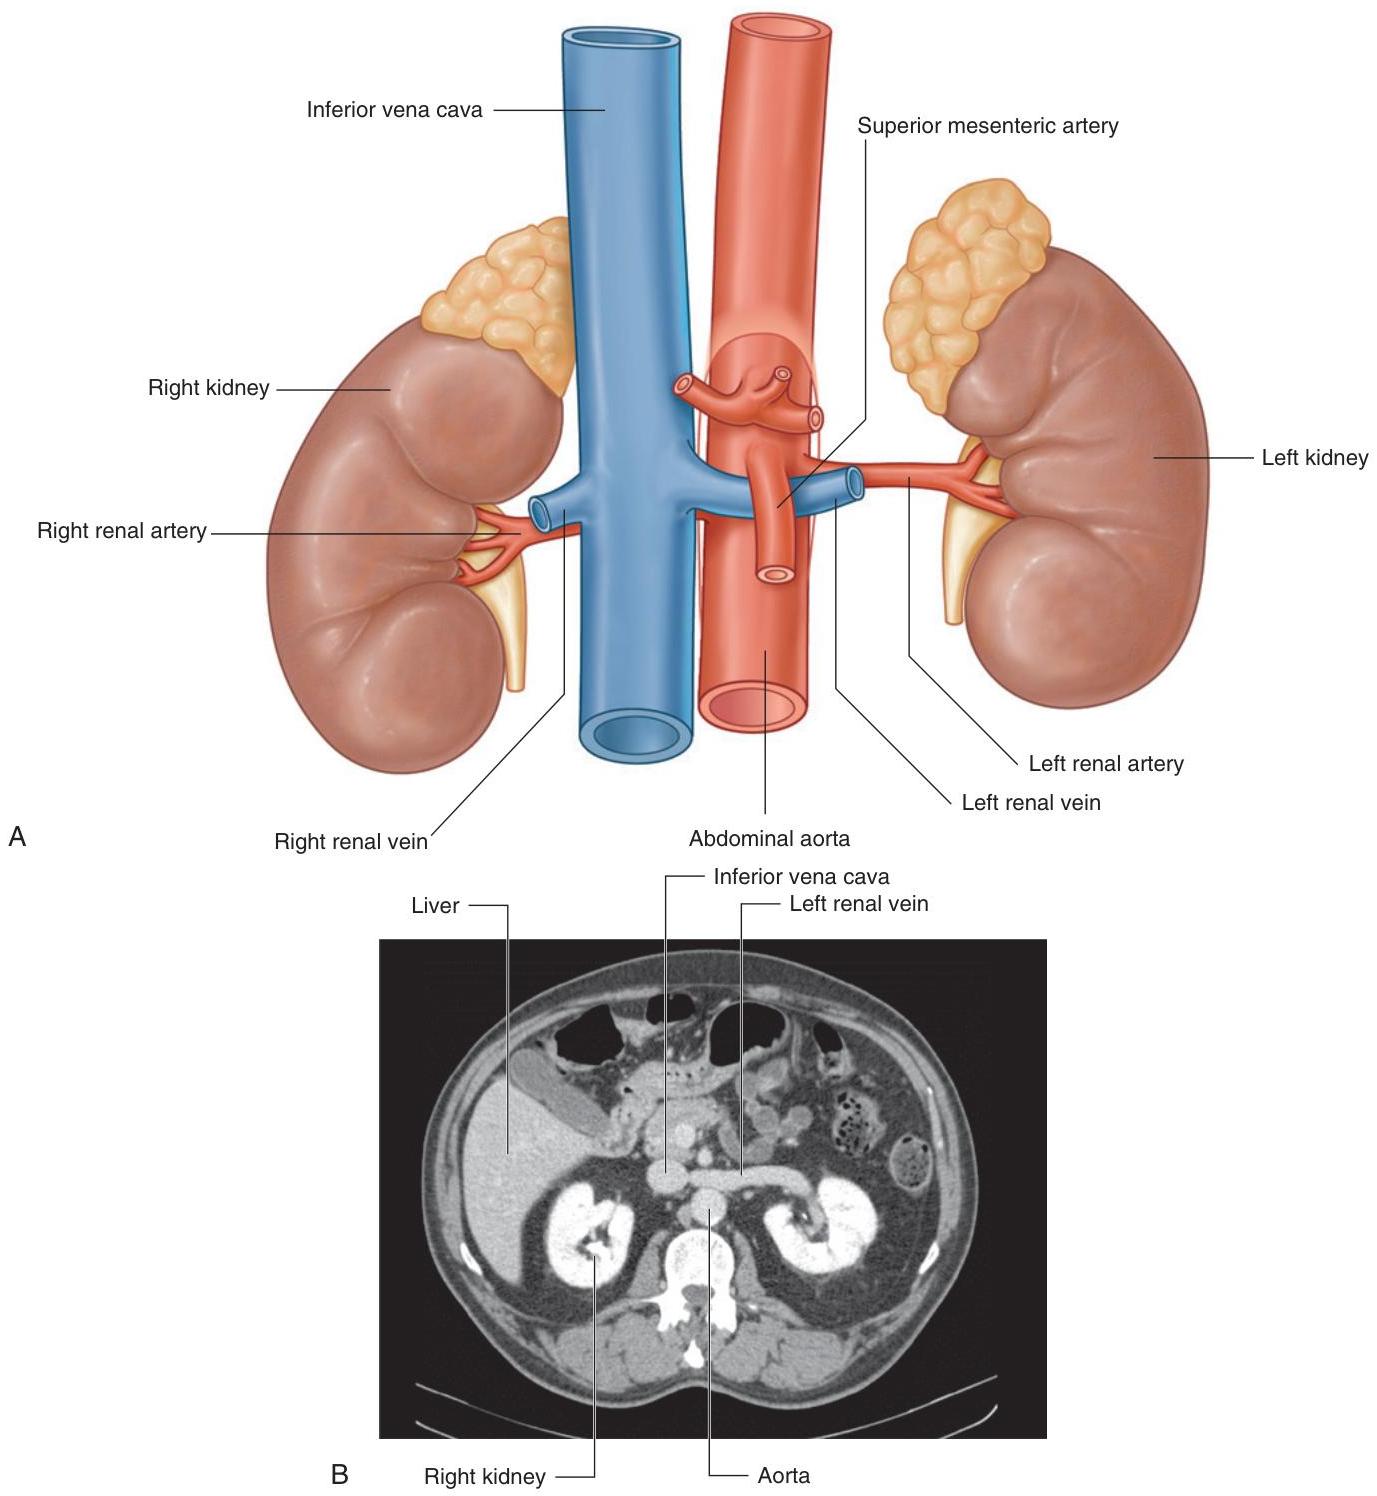 Inferior vena cava
Superior mesenteric artery
Right kidney
Left kidney
Right renal artery
Left renal artery
Left renal vein
Right renal vein
Abdominal aorta
A
Inferior vena cava
Liver
Left renal vein
B
Right kidney
Aorta